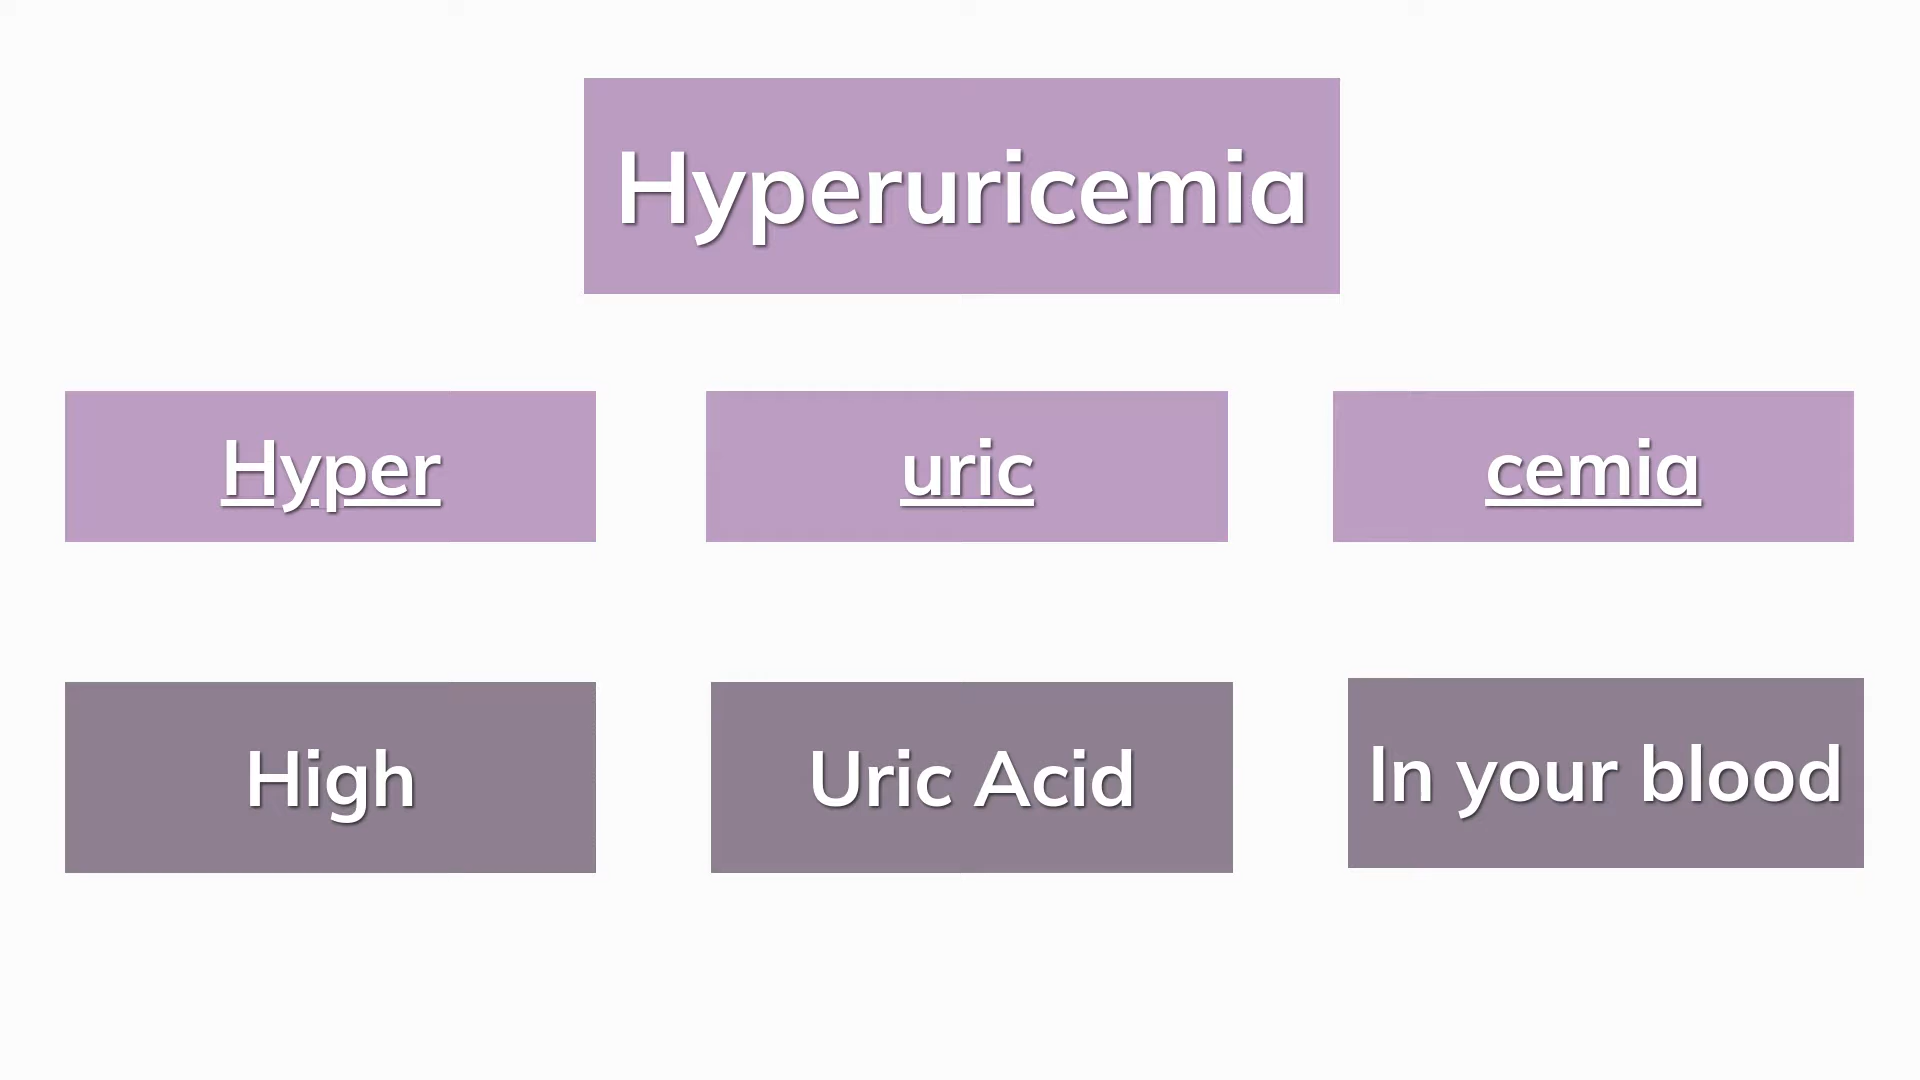 Hyperuricemia
Hyper
uric
cemia
High
Uric Acid
In your blood